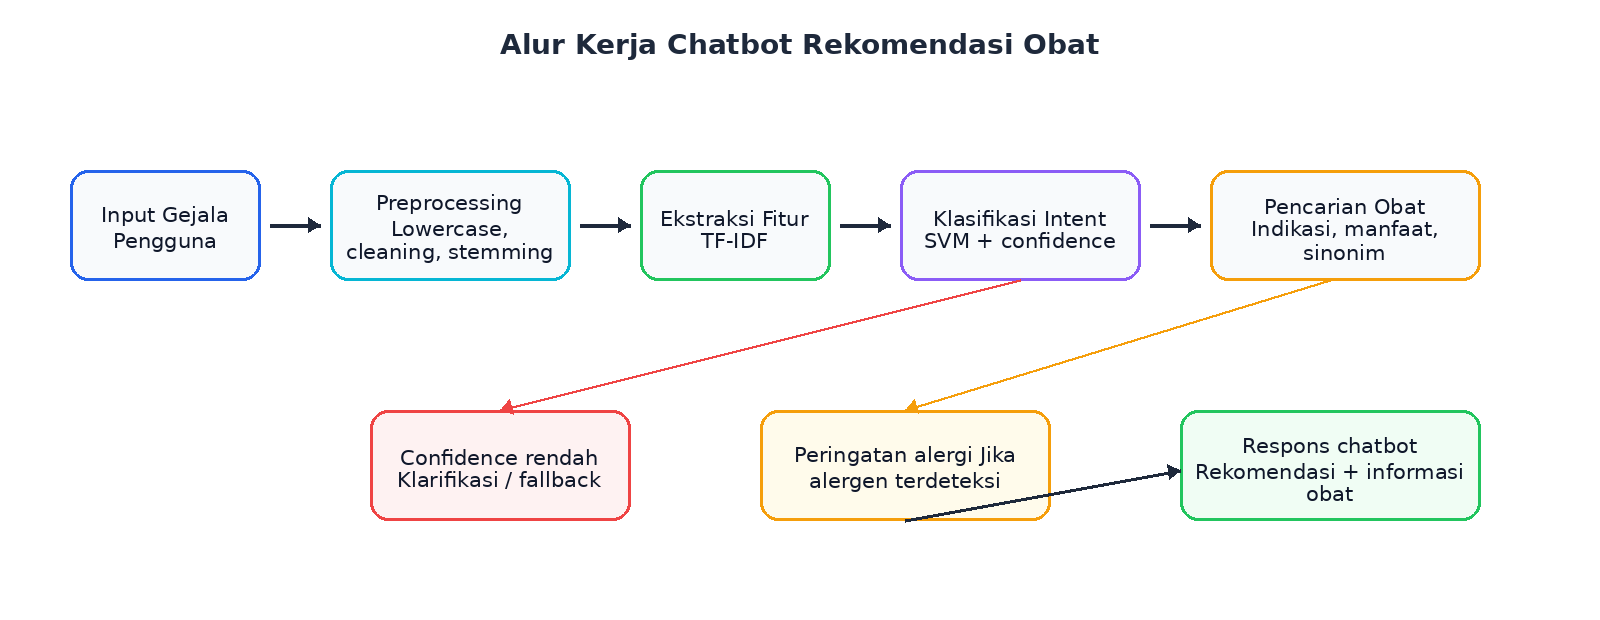 Alur Kerja Chatbot Rekomendasi Obat
Input Gejala
Pengguna
Preprocessing
Lowercase,
cleaning, stemming
Ekstraksi Fitur
TF-IDF
Klasifikasi Intent
SVM + confidence
Pencarian Obat
Indikasi, manfaat,
sinonim
Confidence rendah
Klarifikasi / fallback
Peringatan alergi Jika
alergen terdeteksi
Respons chatbot
Rekomendasi + informasi
obat